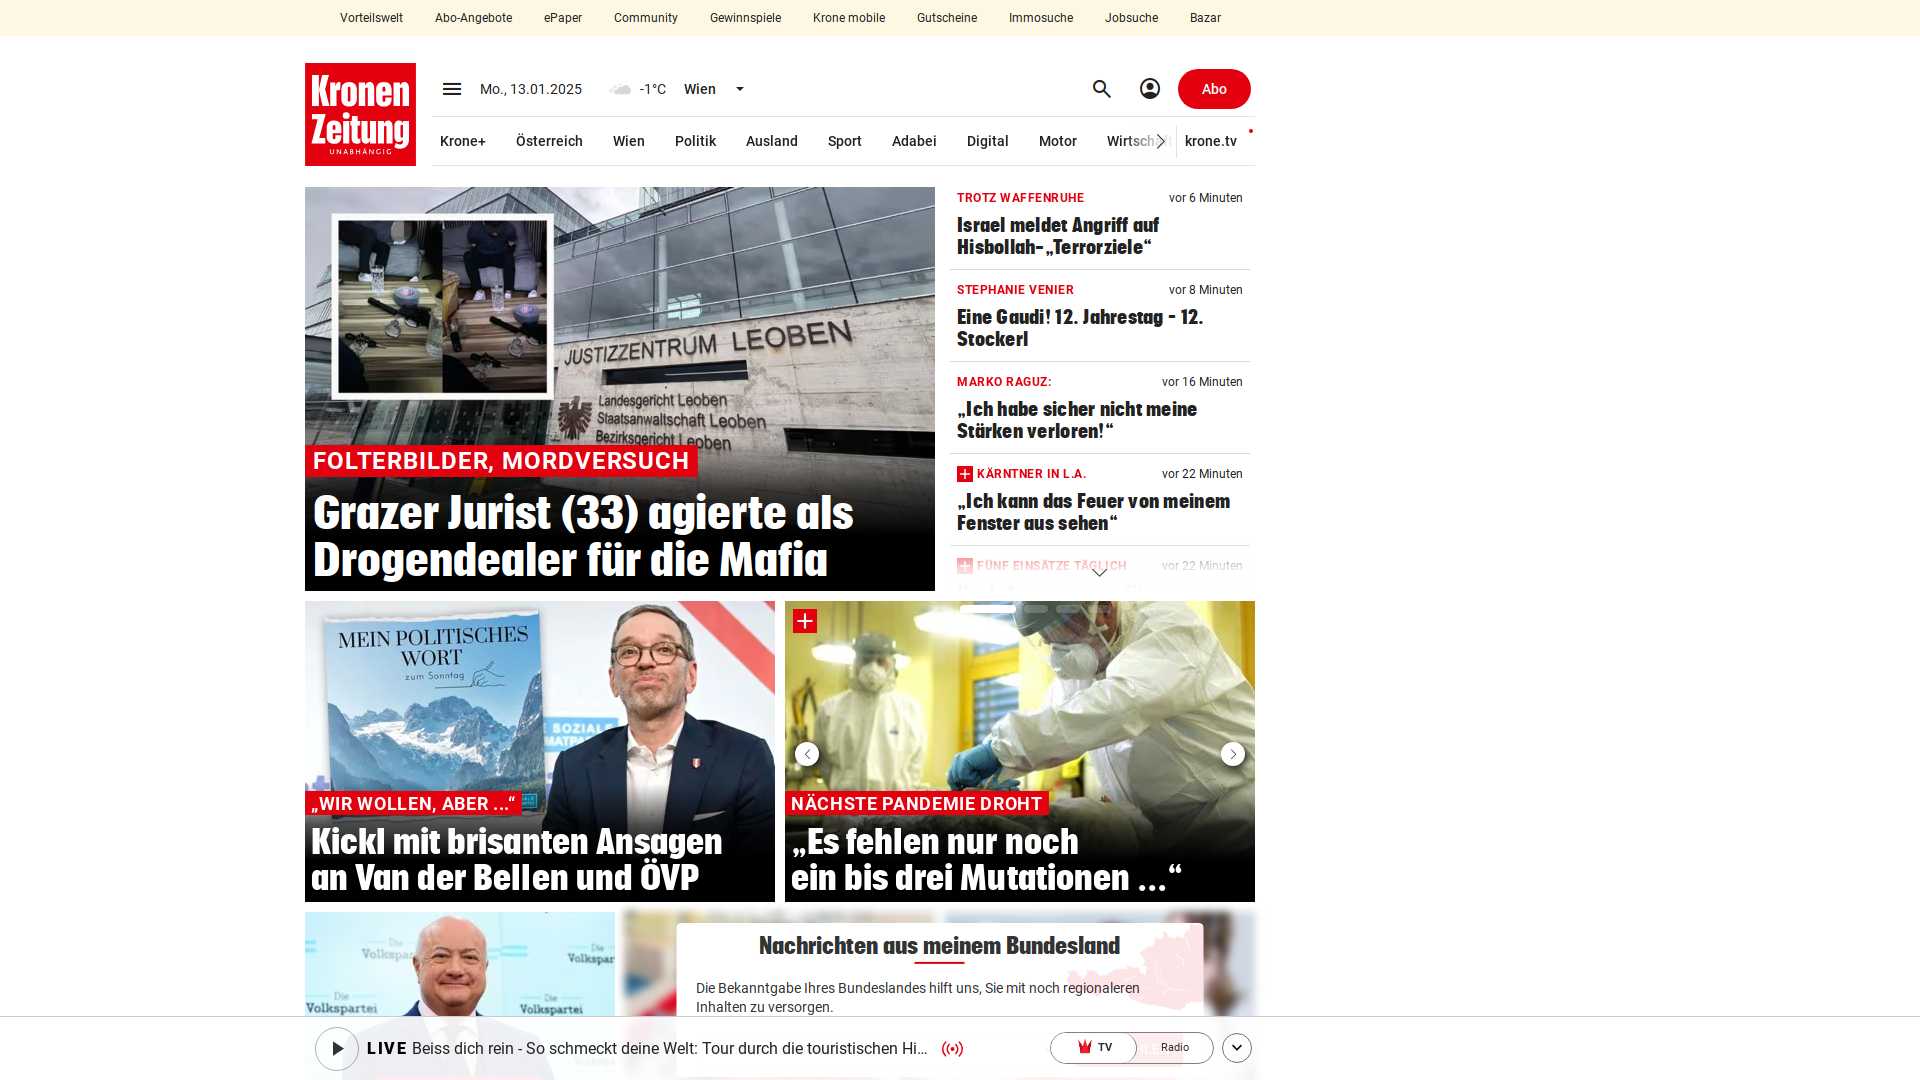 Vorteilswelt
Abo-Angebote
ePaper
Community
Gewinnspiele
Krone mobile
Gutscheine
Immosuche
Jobsuche
Bazar
Kronen
Zeitung
UNABHÄNGIG
Mo., 13.01.2025
-1°C
Wien
Abo
Krone+
Österreich
Wien
Politik
Ausland
Sport
Adabei
Digital
Motor
Wirtschaft
krone.tv
JUSTIZZENTRUM LEOBEN
Landesgericht Leoben
Staatsanwaltschaft Leoben
Bezirksgericht Leoben
FOLTERBILDER, MORDVERSUCH
Grazer Jurist (33) agierte als
Drogendealer für die Mafia
TROTZ WAFFENRUHE
vor 6 Minuten
Israel meldet Angriff auf
Hisbollah-„Terrorziele“
STEPHANIE VENIER
vor 8 Minuten
Eine Gaudi! 12. Jahrestag – 12.
Stockerl
MARKO RAGUZ:
vor 16 Minuten
„Ich habe sicher nicht meine
Stärken verloren!“
KÄRNTNER IN L.A.
vor 22 Minuten
„Ich kann das Feuer von meinem
Fenster aus sehen“
FÜNF EINSÄTZE TÄGLICH
vor 22 Minuten
MEIN POLITISCHES
WORT
zum Sonntag
E SOZIALE
„WIR WOLLEN, ABER ...“
Kickl mit brisanten Ansagen
an Van der Bellen und ÖVP
NÄCHSTE PANDEMIE DROHT
„Es fehlen nur noch
ein bis drei Mutationen ...“
Die
Volkspartei
Die
Volkspartei
Die
Volkspartei
Die
Volkspartei
Nachrichten aus meinem Bundesland
Die Bekanntgabe Ihres Bundeslandes hilft uns, Sie mit noch regionaleren
Inhalten zu versorgen.
LIVE Beiss dich rein - So schmeckt deine Welt: Tour durch die touristischen Hi...
TV
Radio